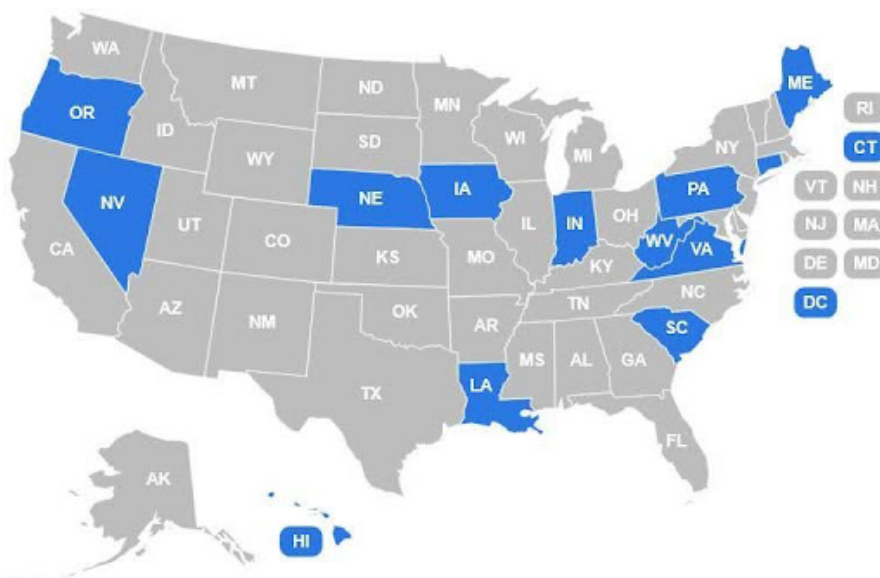 WA
ME
MT
ND
MN
RI
OR
ID
SD
WI
MI
NY
CT
WY
NE
IA
PA
VT
NH
NV
UT
CO
IL
IN
OH
WV
VA
NJ
MA
CA
KS
MO
KY
DE
MD
AZ
NM
OK
AR
TN
NC
DC
SC
TX
LA
MS
AL
GA
FL
AK
HI